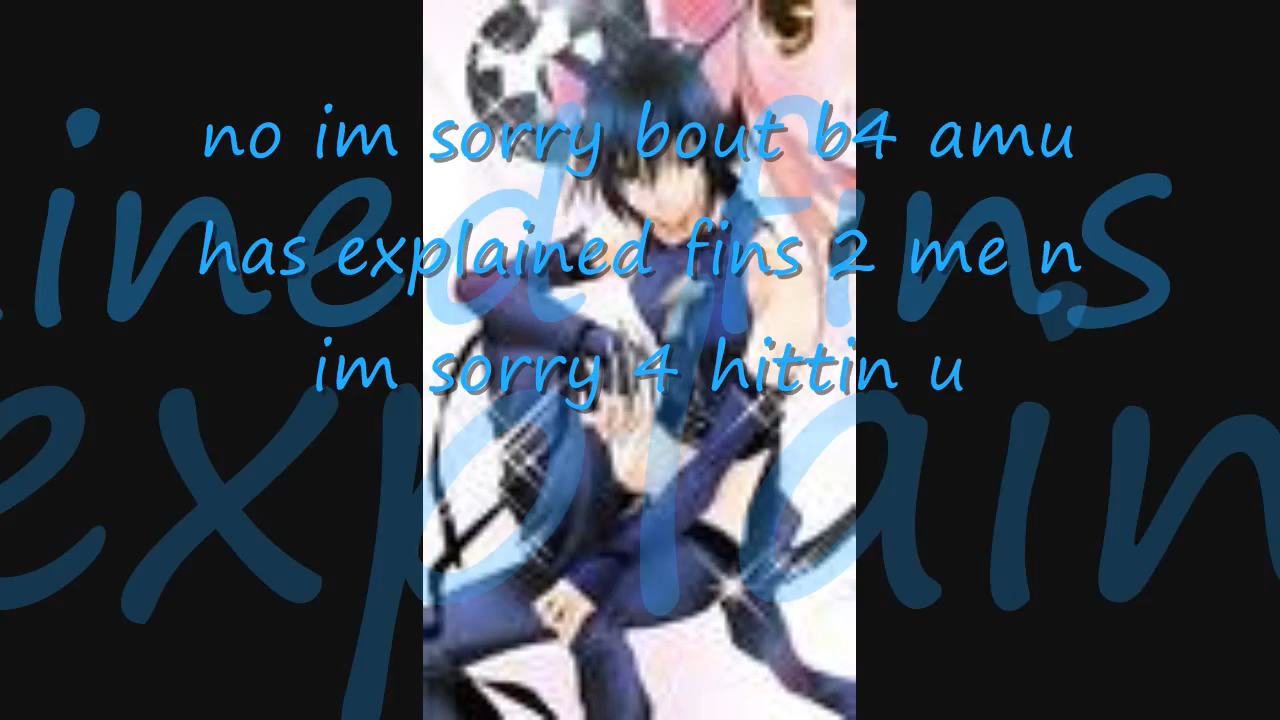 no im sorry bout b4 amu
has explained fins 2 me n
im sorry 4 hittin u